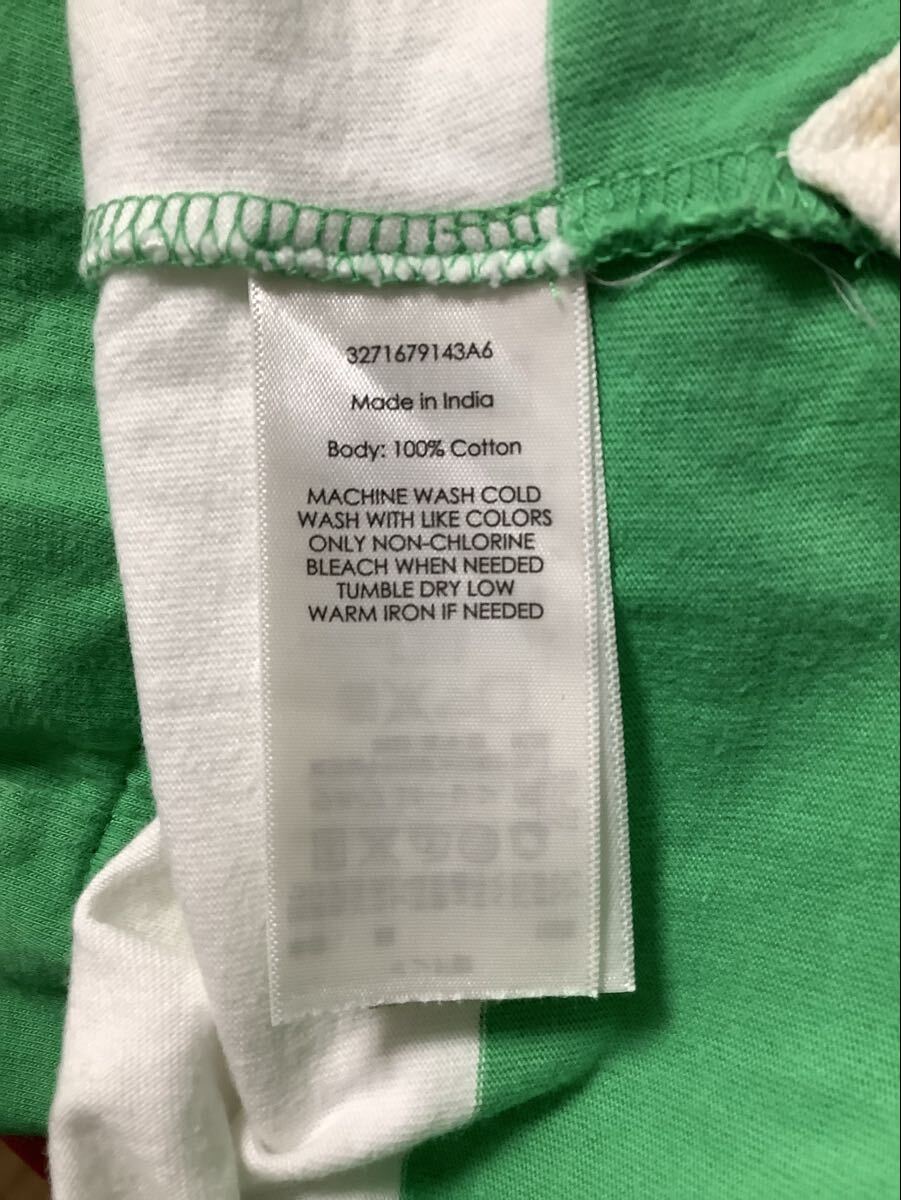 3271679143A6
Made in India
Body: 100% Cotton
MACHINE WASH COLD
WASH WITH LIKE COLORS
ONLY NON-CHLORINE
BLEACH WHEN NEEDED
TUMBLE DRY LOW
WARM IRON IF NEEDED